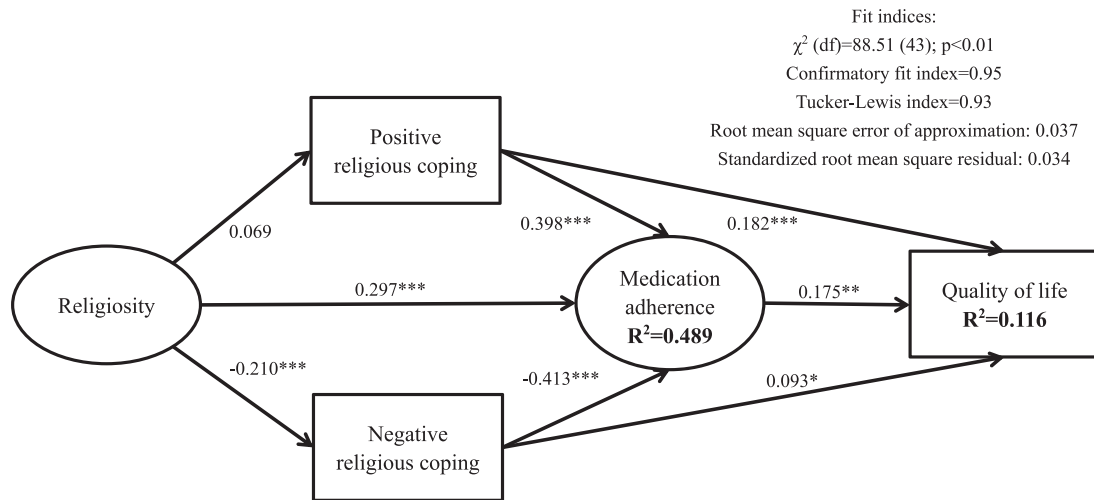 Fit indices:
χ² (df)=88.51 (43); p<0.01
Confirmatory fit index=0.95
Tucker-Lewis index=0.93
Root mean square error of approximation: 0.037
Standardized root mean square residual: 0.034
Positive
religious coping
0.069
0.398***
0.182***
Religiosity
0.297***
Medication
adherence
R²=0.489
0.175**
Quality of life
R²=0.116
-0.210***
-0.413***
0.093*
Negative
religious coping